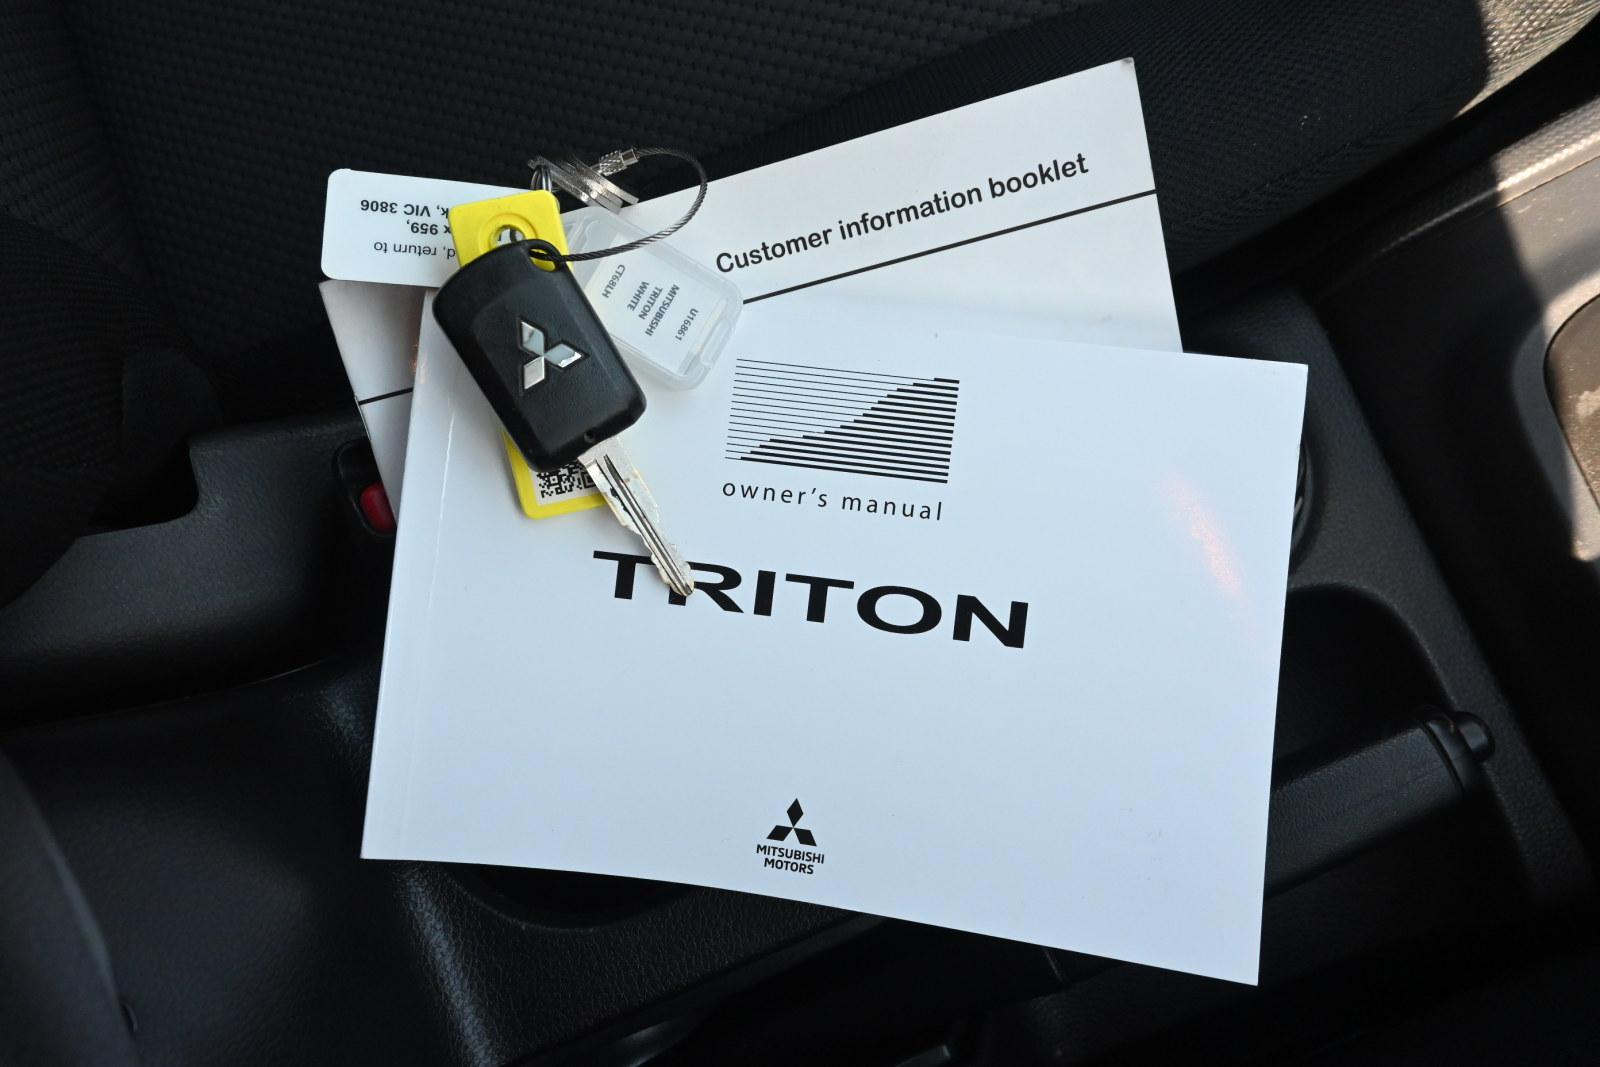 d, return to
x 959,
k, VIC 3806
Customer information booklet
U16861
MITSUBISHI
TRITON
WHITE
CT68LH
owner's manual
TRITON
MITSUBISHI
MOTORS